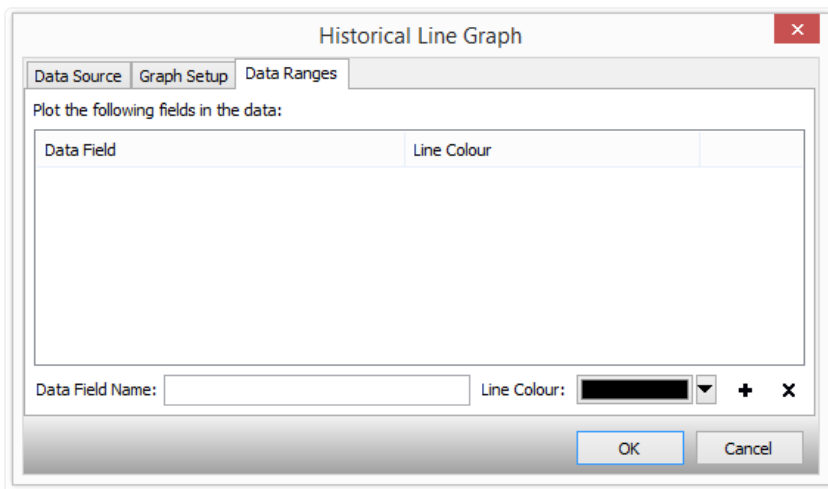 Historical Line Graph
Data Source Graph Setup Data Ranges
Plot the following fields in the data:
Data Field Line Colour
Data Field Name: Line Colour:
OK Cancel